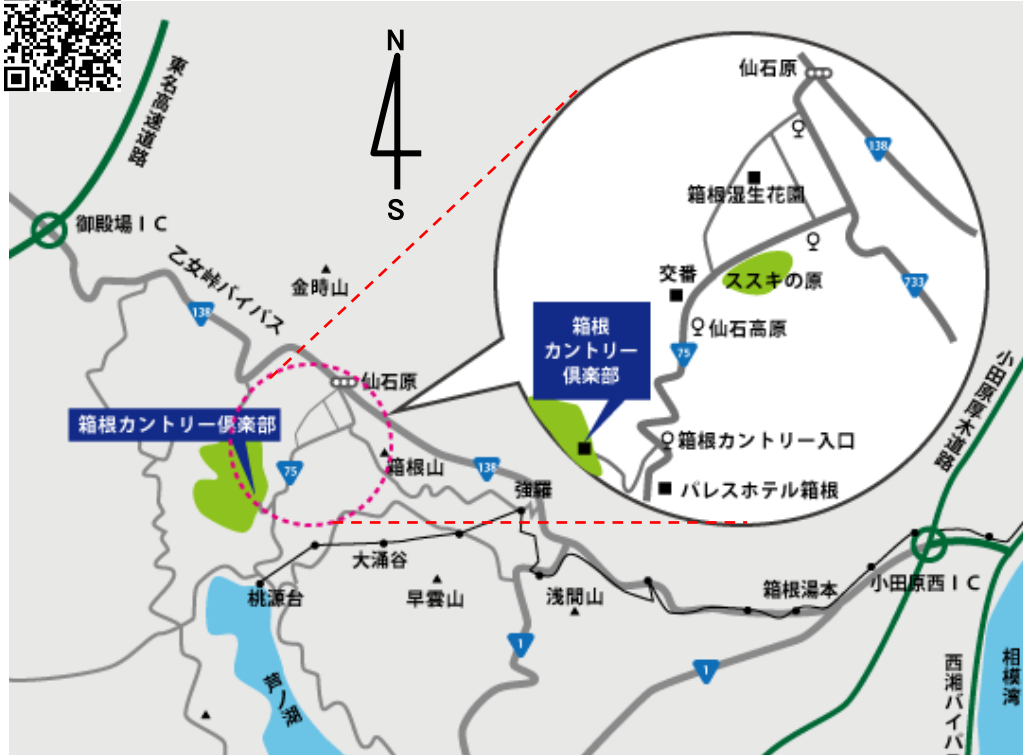 N
S
東名高速道路
御殿場IC
乙女峠バイパス
138
金時山
仙石原
箱根カントリー倶楽部
75
箱根山
138
強羅
大涌谷
桃源台
早雲山
浅間山
箱根湯本
小田原西IC
小田原厚木道路
西湘バイパ
相模湾
芦ノ湖
1
1
仙石原
138
箱根湿生花園
ススキの原
交番
733
仙石高原
75
箱根
カントリー
倶楽部
箱根カントリー入口
パレスホテル箱根